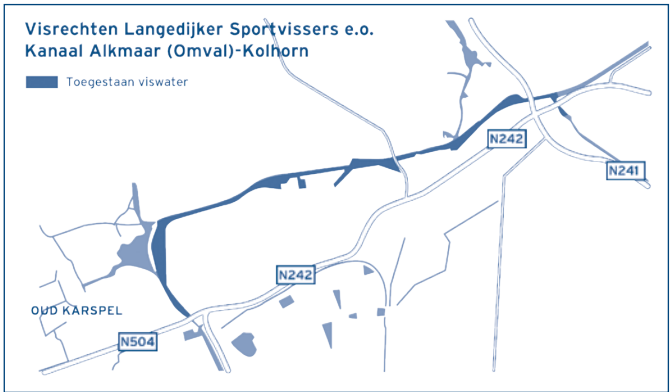 Visrechten Langedijker Sportvissers e.o.
Kanaal Alkmaar (Omval)-Kolhorn
Toegestaan viswater
N242
N241
N242
OUD KARSPEL
N504